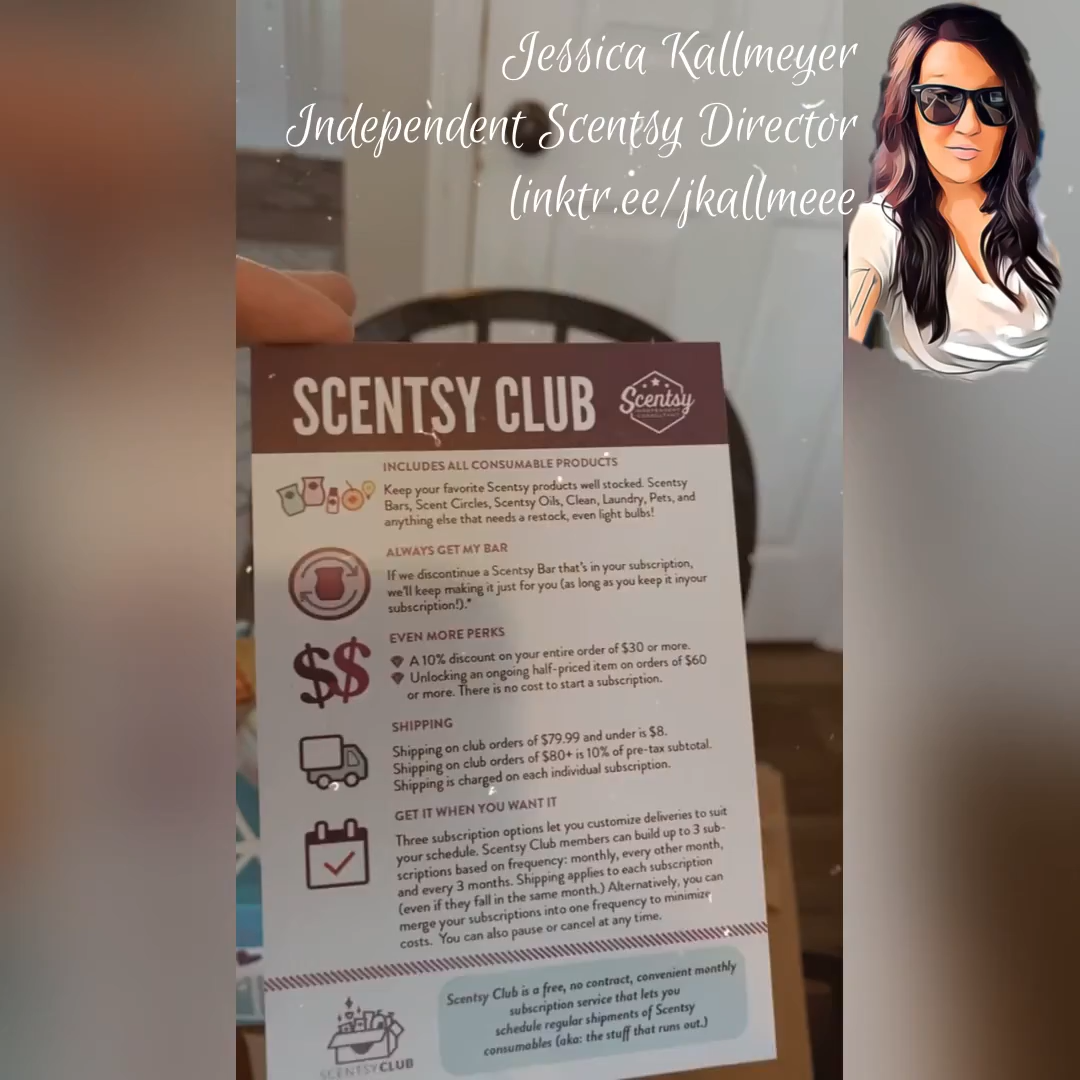 Jessica Kallmeyer
Independent Scentsy Director
linktr.ee/jkallmeee
SCENTSY CLUB
Scentsy
INCLUDES ALL CONSUMABLE PRODUCTS
Keep your favorite Scentsy products well stocked. Scentsy
Bars, Scent Circles, Scentsy Oils, Clean, Laundry, Pets, and
anything else that needs a restock, even light bulbs!
ALWAYS GET MY BAR
If we discontinue a Scentsy Bar that's in your subscription,
we'll keep making it just for you (as long as you keep it inyour
subscription!).*
EVEN MORE PERKS
A 10% discount on your entire order of $30 or more.
Unlocking an ongoing half-priced item on orders of $60
or more. There is no cost to start a subscription.
$$
SHIPPING
Shipping on club orders of $79.99 and under is $8.
Shipping on club orders of $80+ is 10% of pre-tax subtotal.
Shipping is charged on each individual subscription.
GET IT WHEN YOU WANT IT
Three subscription options let you customize deliveries to suit
your schedule. Scentsy Club members can build up to 3 sub-
scriptions based on frequency: monthly, every other month,
and every 3 months. Shipping applies to each subscription
(even if they fall in the same month.) Alternatively, you can
merge your subscriptions into one frequency to minimize
costs. You can also pause or cancel at any time.
Scentsy Club is a free, no contract, convenient monthly
subscription service that lets you
schedule regular shipments of Scentsy
consumables (aka: the stuff that runs out.)
SCENTSYCLUB